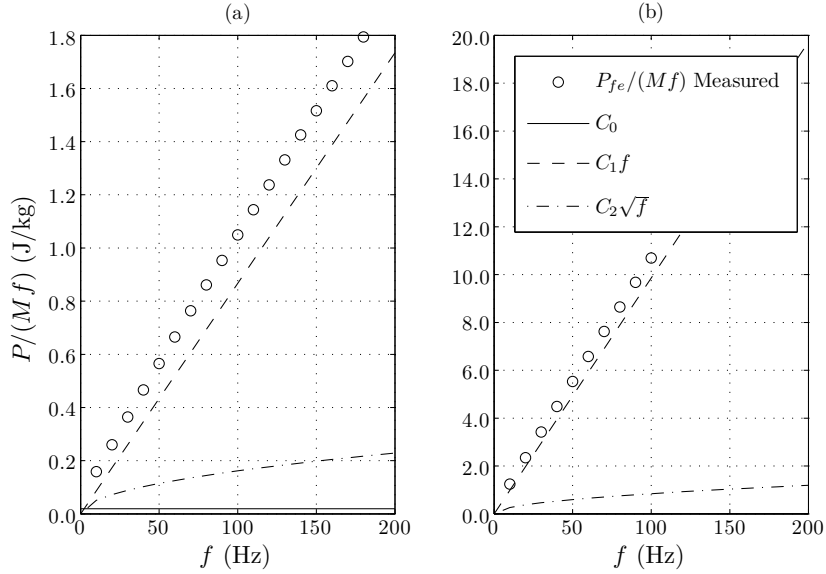 (a)
(b)
P/(Mf) (J/kg)
1.8
1.6
1.4
1.2
1.0
0.8
0.6
0.4
0.2
0.0
0 50 100 150 200
f (Hz)
20.0
18.0
16.0
14.0
12.0
10.0
8.0
6.0
4.0
2.0
0.0
0 50 100 150 200
f (Hz)
P_{fe}/(Mf) Measured
C_0
C_1f
C_2√f